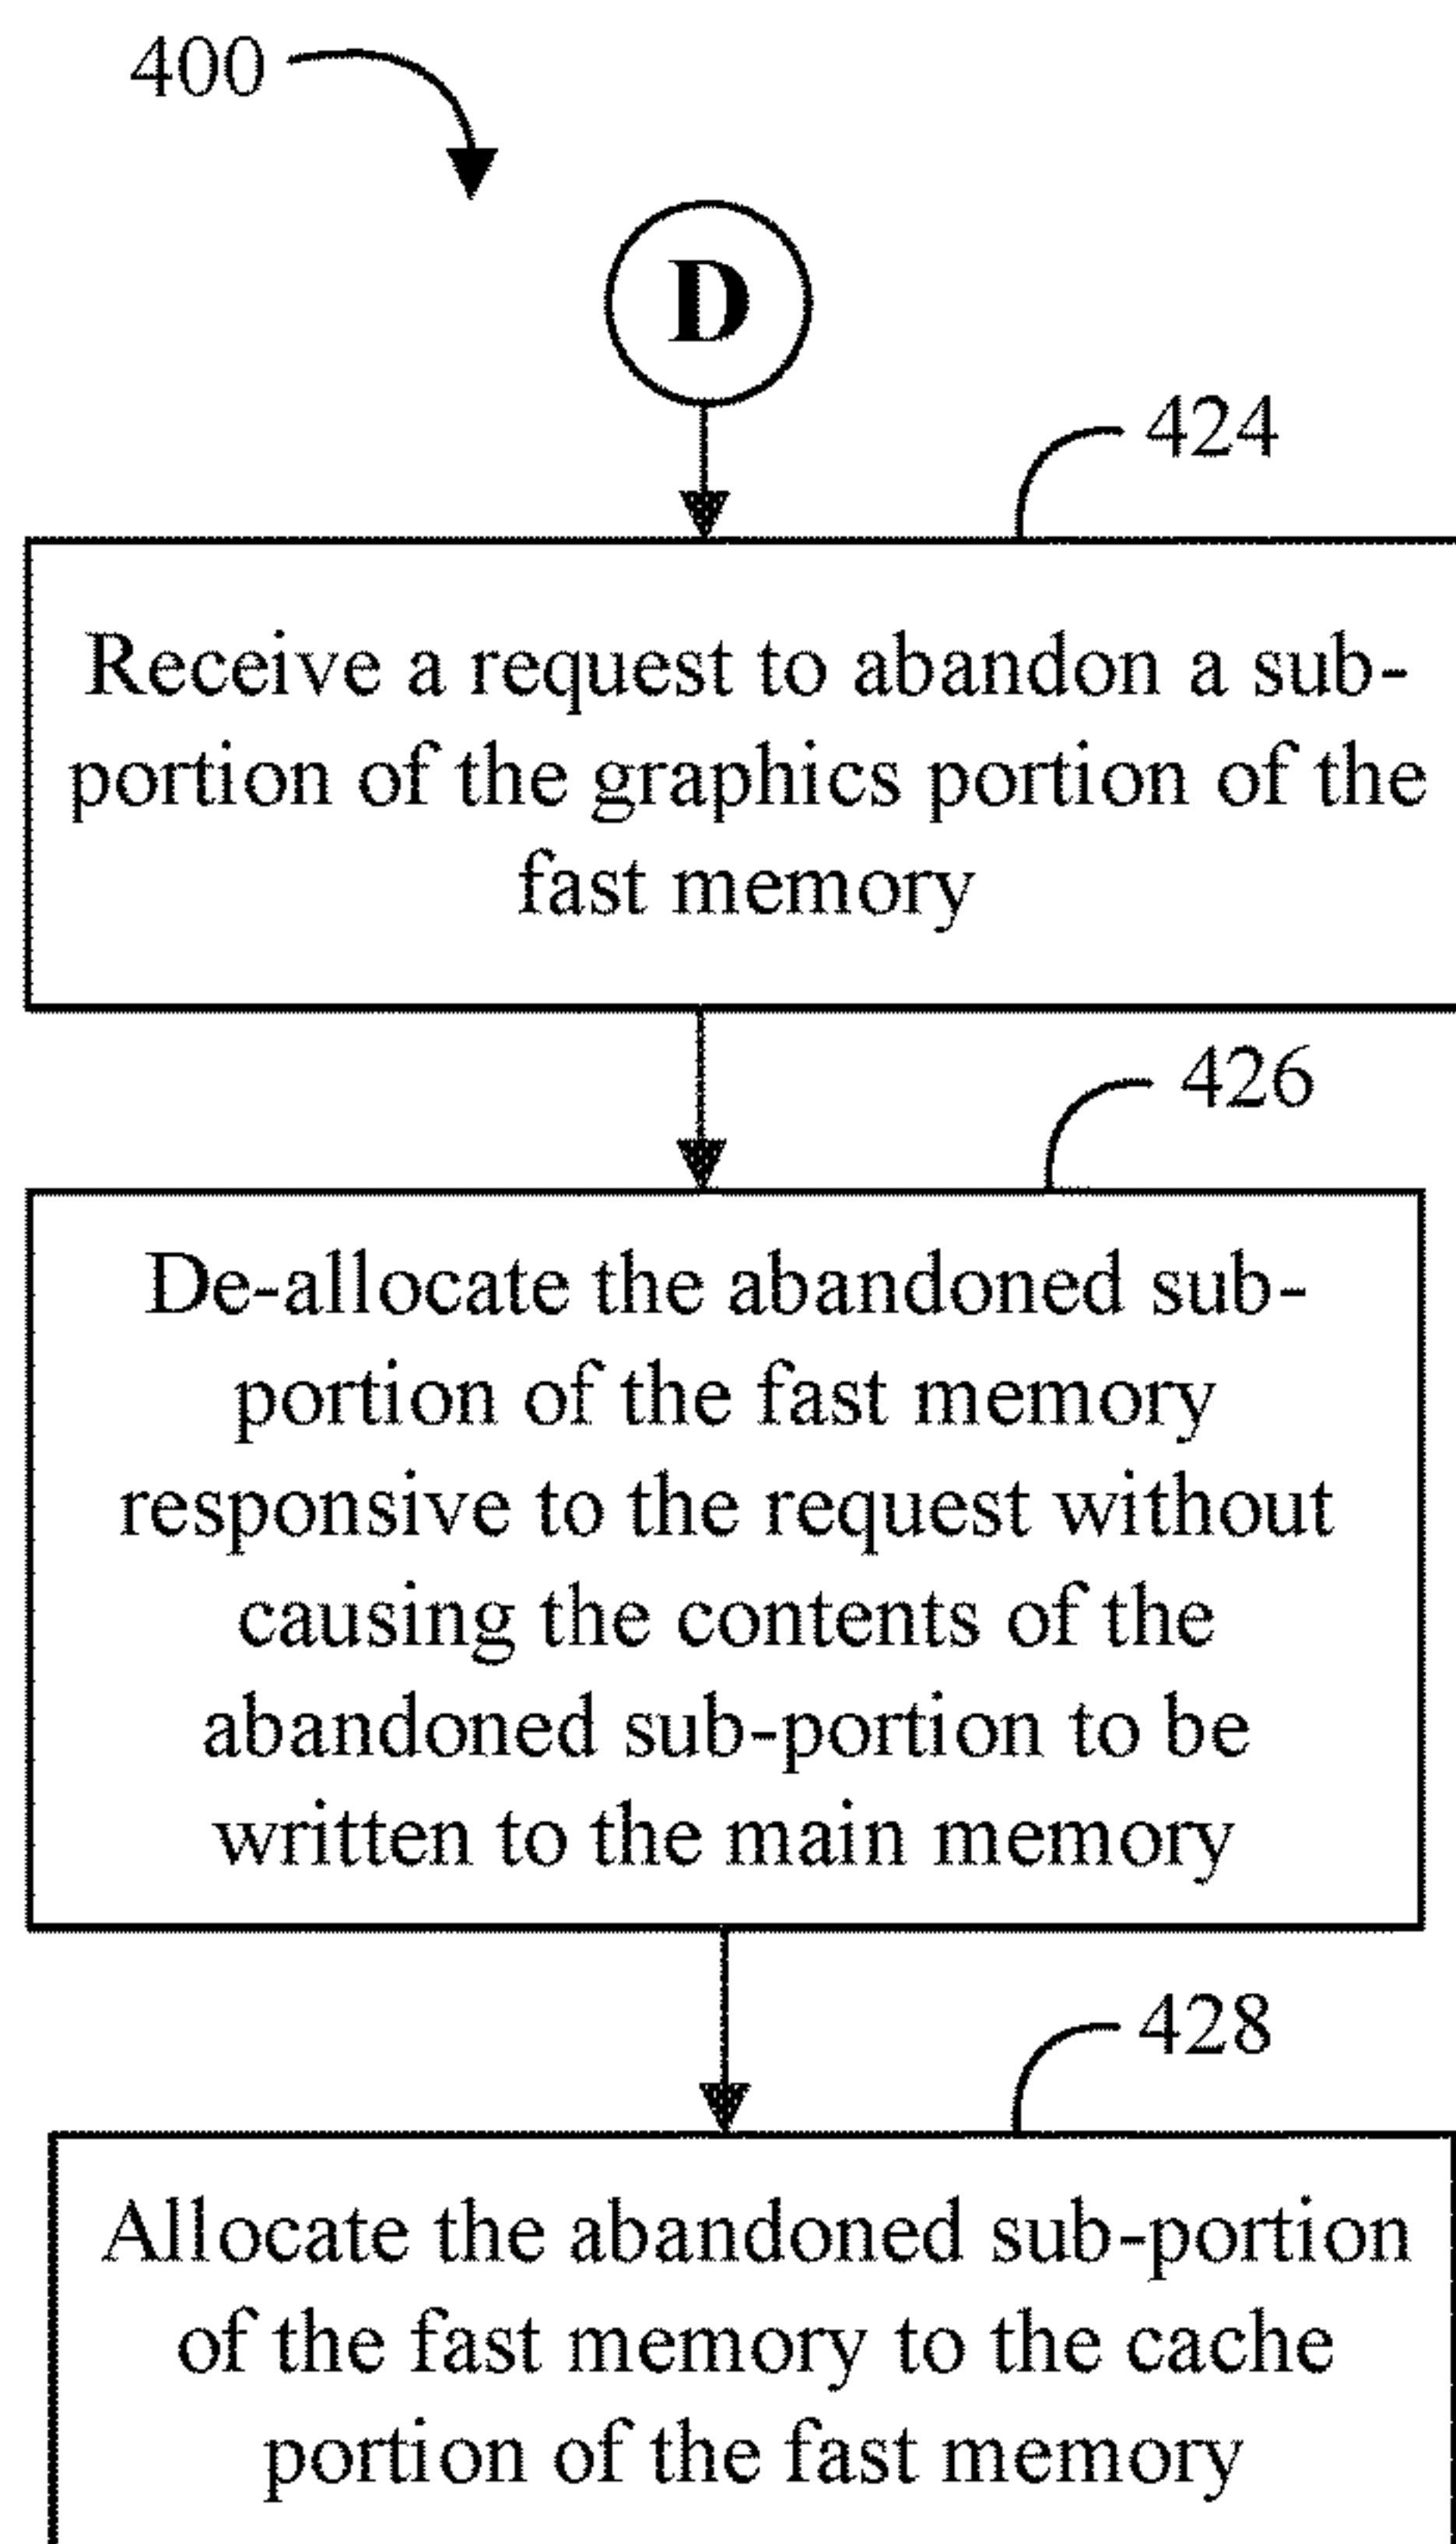 400
D
424
Receive a request to abandon a sub-
portion of the graphics portion of the
fast memory
426
De-allocate the abandoned sub-
portion of the fast memory
responsive to the request without
causing the contents of the
abandoned sub-portion to be
written to the main memory
428
Allocate the abandoned sub-portion
of the fast memory to the cache
portion of the fast memory